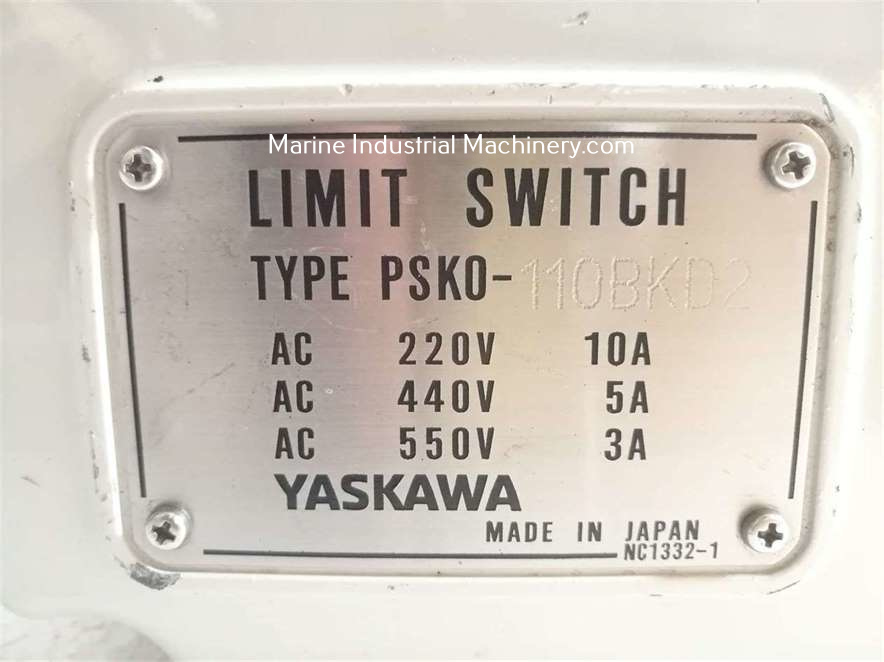 Marine Industrial Machinery.com
LIMIT SWITCH
TYPE PSKO-110BKD2
AC 220V 10A
AC 440V 5A
AC 550V 3A
YASKAWA
MADE IN JAPAN
NC1332-1